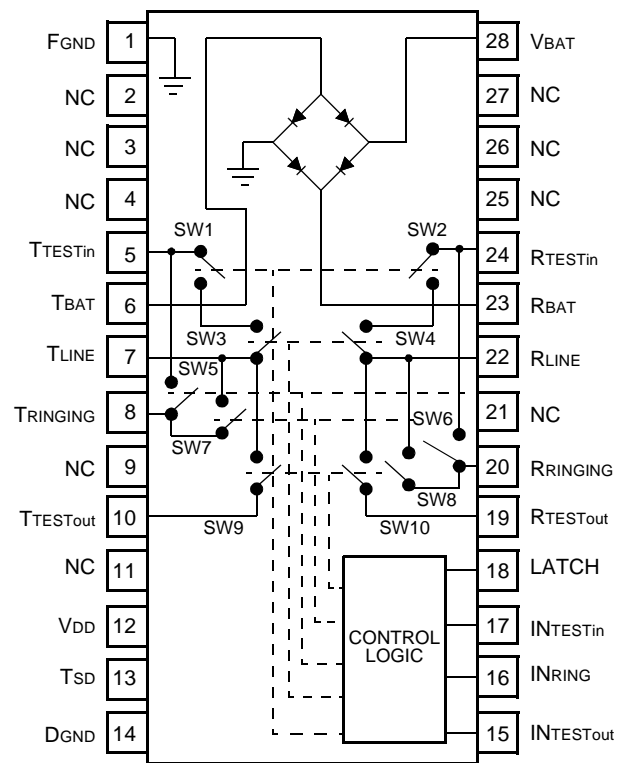 FGND 1
28 VBAT
NC 2
27 NC
NC 3
26 NC
NC 4
25 NC
SW1
SW2
TTESTin 5
24 RTESTin
TBAT 6
23 RBAT
SW3
SW4
TLINE 7
22 RLINE
SW5
TRINGING 8
SW6
21 NC
SW7
NC 9
20 RRINGING
SW8
TTESTout 10
SW9
SW10
19 RTESTout
NC 11
18 LATCH
VDD 12
17 INTESTin
CONTROL
LOGIC
TSD 13
16 INRING
DGND 14
15 INTESTout